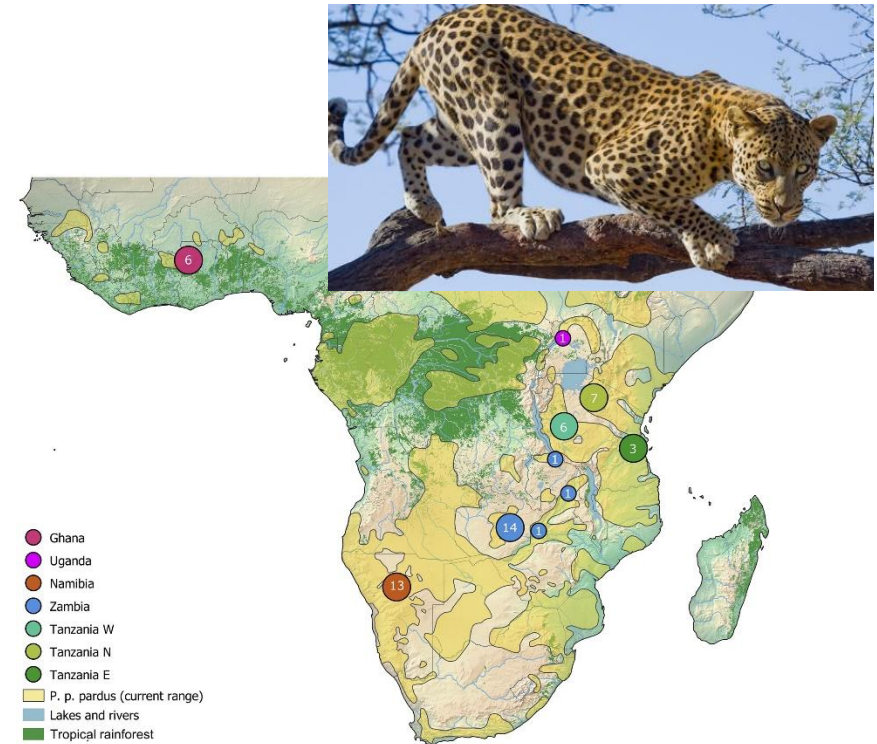 6
1
7
6
3
1
1
14
1
13
Ghana
Uganda
Namibia
Zambia
Tanzania W
Tanzania N
Tanzania E
P. p. pardus (current range)
Lakes and rivers
Tropical rainforest